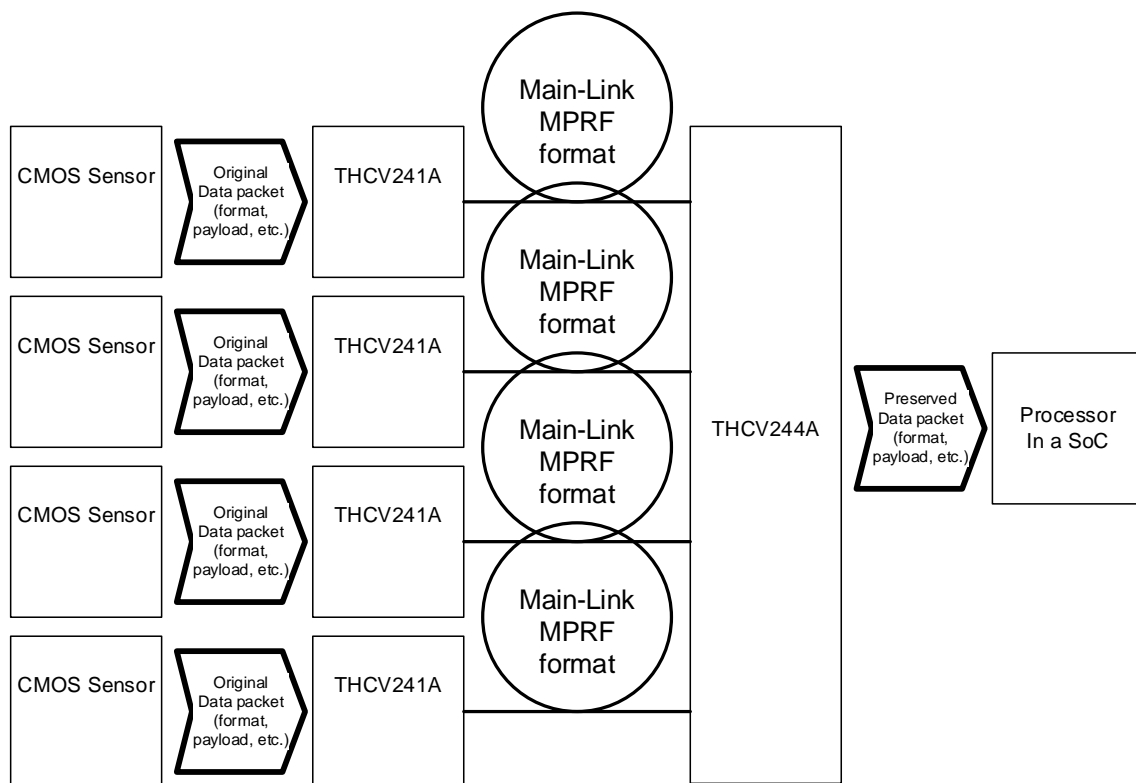 Main-Link
MPRF
format
CMOS Sensor
Original
Data packet
(format,
payload, etc.)
THCV241A
Main-Link
MPRF
format
CMOS Sensor
Original
Data packet
(format,
payload, etc.)
THCV241A
Main-Link
MPRF
format
CMOS Sensor
Original
Data packet
(format,
payload, etc.)
THCV241A
Main-Link
MPRF
format
CMOS Sensor
Original
Data packet
(format,
payload, etc.)
THCV241A
THCV244A
Preserved
Data packet
(format,
payload, etc.)
Processor
In a SoC